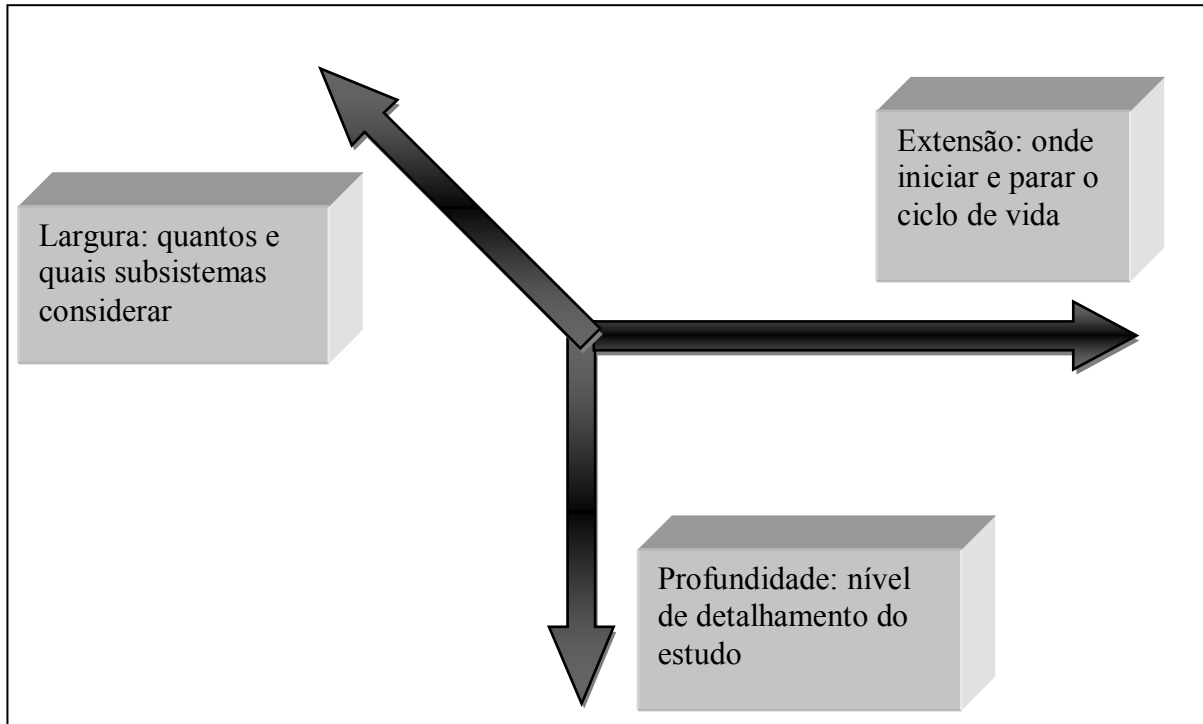 Largura: quantos e
quais subsistemas
considerar
Extensão: onde
iniciar e parar o
ciclo de vida
Profundidade: nível
de detalhamento do
estudo